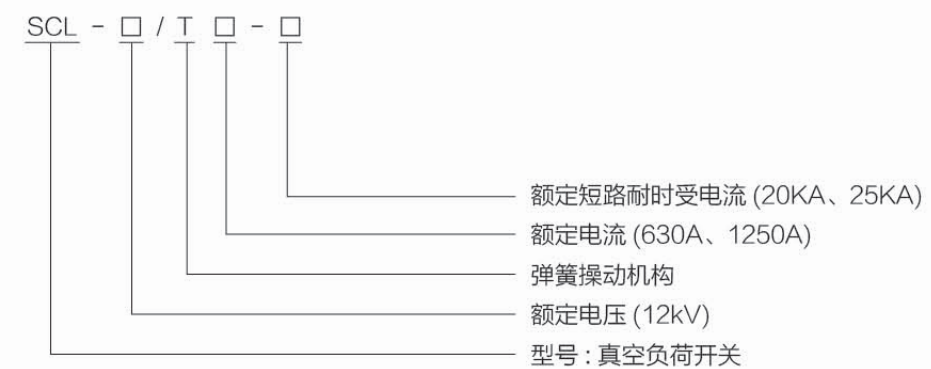 SCL - □ / T □ - □
额定短路耐时受电流 (20KA、25KA)
额定电流 (630A、1250A)
弹簧操动机构
额定电压 (12kV)
型号 : 真空负荷开关